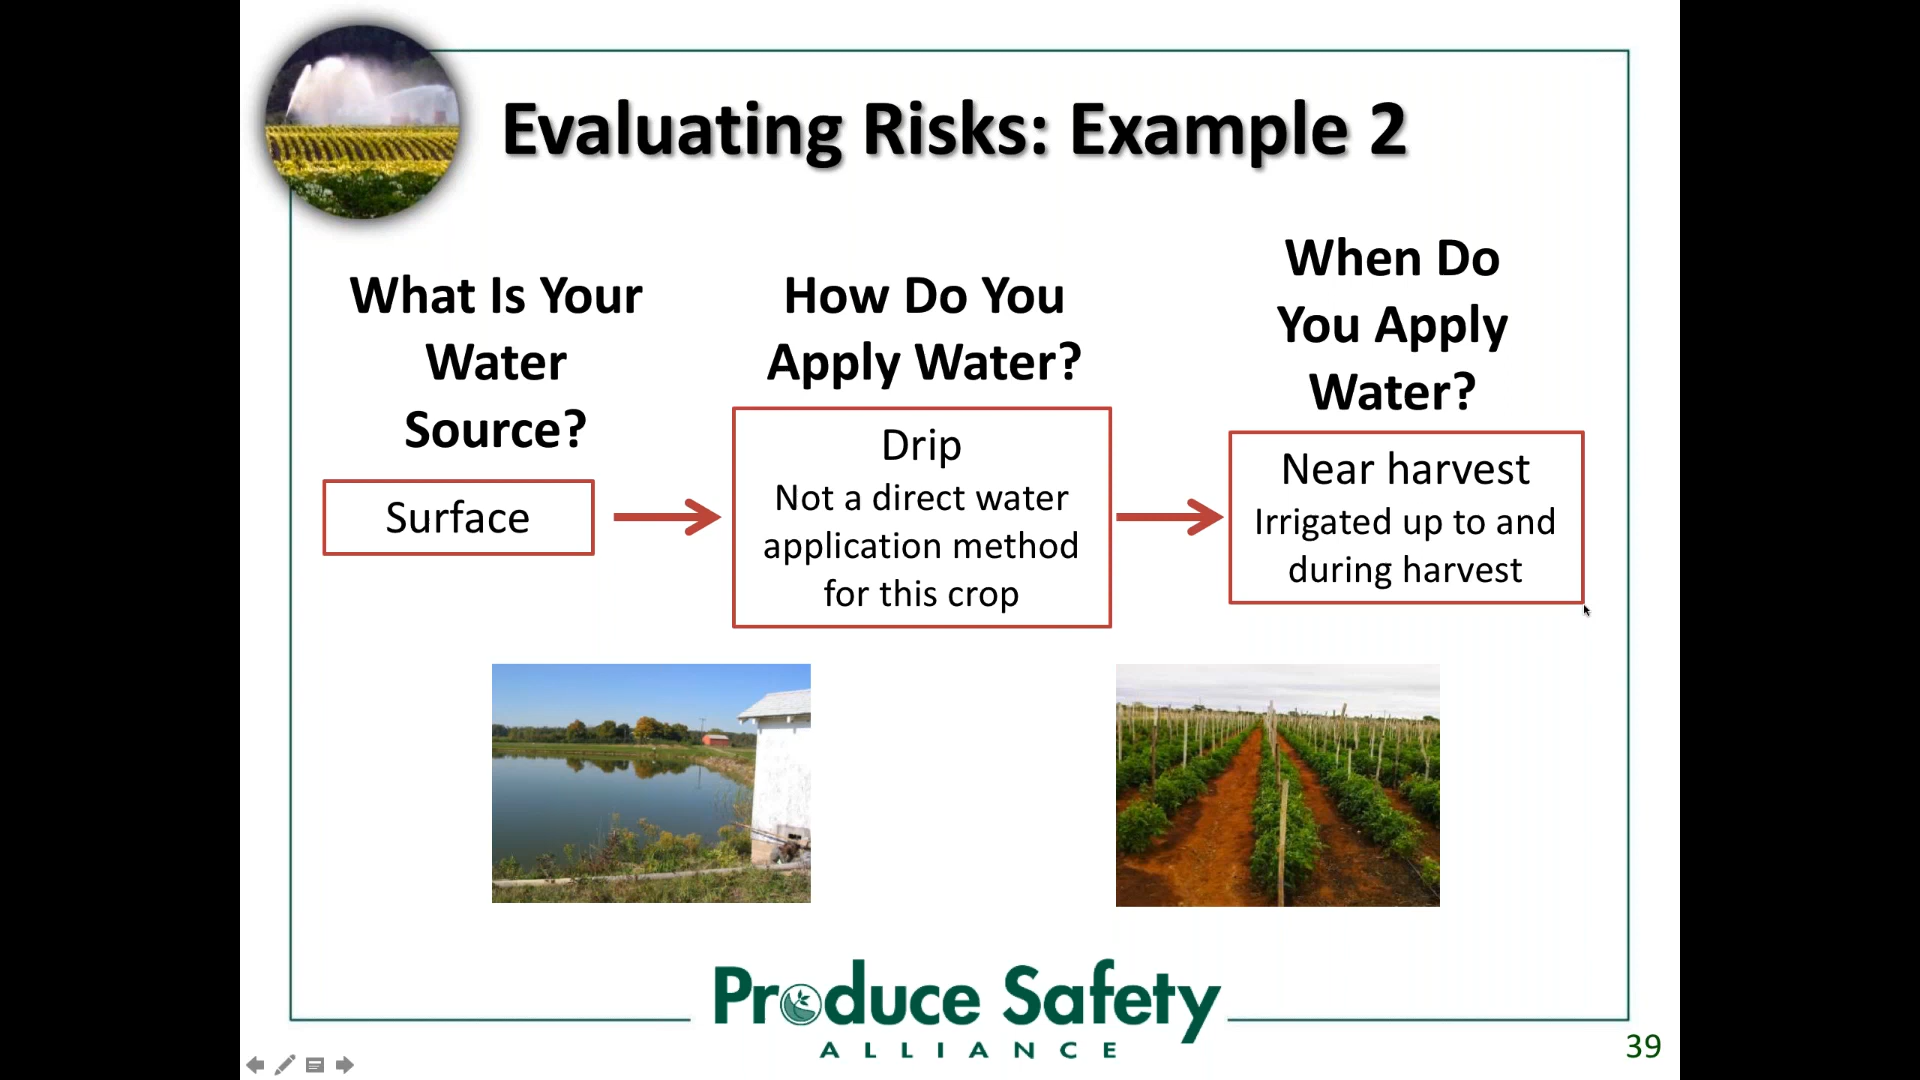 Evaluating Risks: Example 2
What Is Your
Water
Source?
Surface
How Do You
Apply Water?
Drip
Not a direct water
application method
for this crop
When Do
You Apply
Water?
Near harvest
Irrigated up to and
during harvest
Produce Safety
ALLIANCE
39